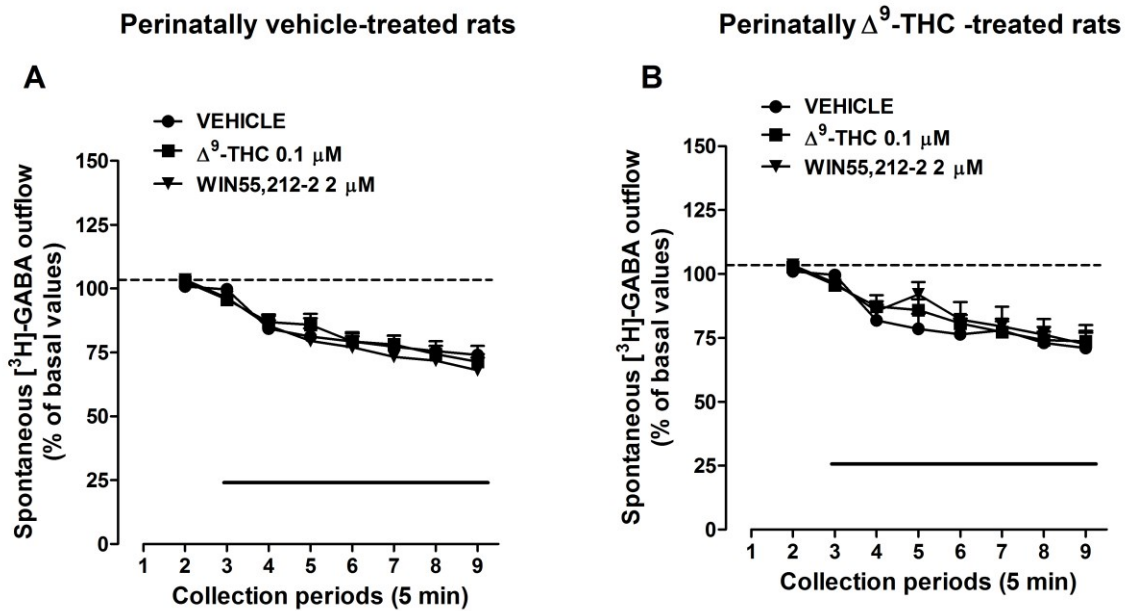 Perinatally vehicle-treated rats
A
VEHICLE
Δ⁹-THC 0.1 μM
WIN55,212-2 2 μM
Spontaneous [³H]-GABA outflow
(% of basal values)
150
125
100
75
50
25
0
1 2 3 4 5 6 7 8 9
Collection periods (5 min)
Perinatally Δ⁹-THC -treated rats
B
VEHICLE
Δ⁹-THC 0.1 μM
WIN55,212-2 2 μM
Spontaneous [³H]-GABA outflow
(% of basal values)
150
125
100
75
50
25
0
1 2 3 4 5 6 7 8 9
Collection periods (5 min)